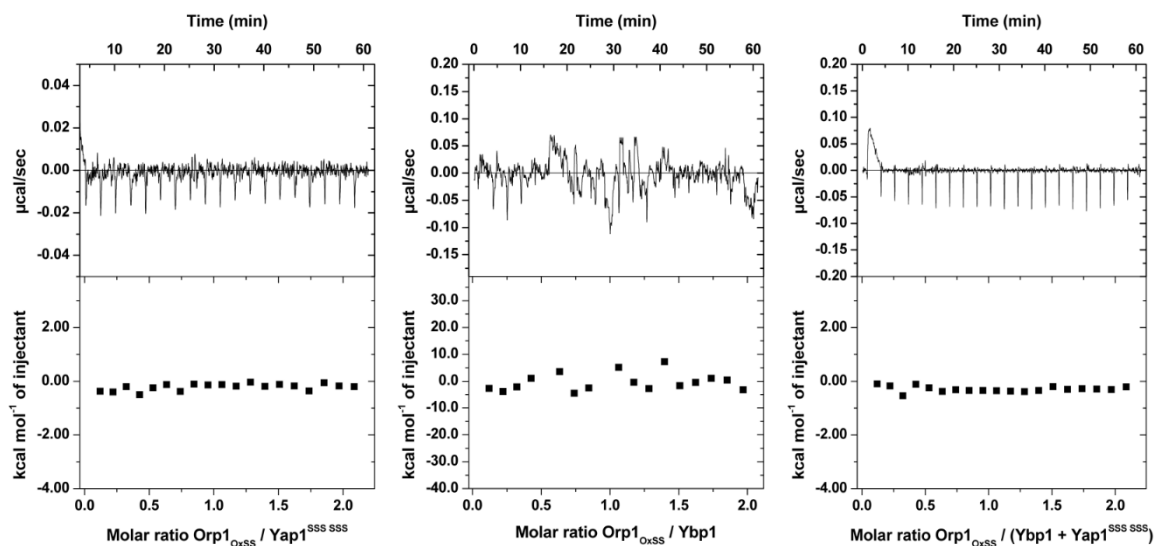 Time (min)
10 20 30 40 50 60
0.04
0.02
0.00
-0.02
-0.04
µcal/sec
2.00
0.00
-2.00
-4.00
kcal mol⁻¹ of injectant
0.0 0.5 1.0 1.5 2.0
Molar ratio Orp1OxSS / Yap1SSS SSS
Time (min)
0 10 20 30 40 50 60
0.20
0.15
0.10
0.05
0.00
-0.05
-0.10
-0.15
µcal/sec
30.0
20.0
10.0
0.0
-10.0
-20.0
-30.0
-40.0
kcal mol⁻¹ of injectant
0.0 0.5 1.0 1.5 2.0
Molar ratio Orp1OxSS / Ybp1
Time (min)
0 10 20 30 40 50 60
0.20
0.15
0.10
0.05
0.00
-0.05
-0.10
-0.15
-0.20
µcal/sec
2.00
0.00
-2.00
-4.00
kcal mol⁻¹ of injectant
0.0 0.5 1.0 1.5 2.0
Molar ratio Orp1OxSS / (Ybp1 + Yap1SSS SSS)